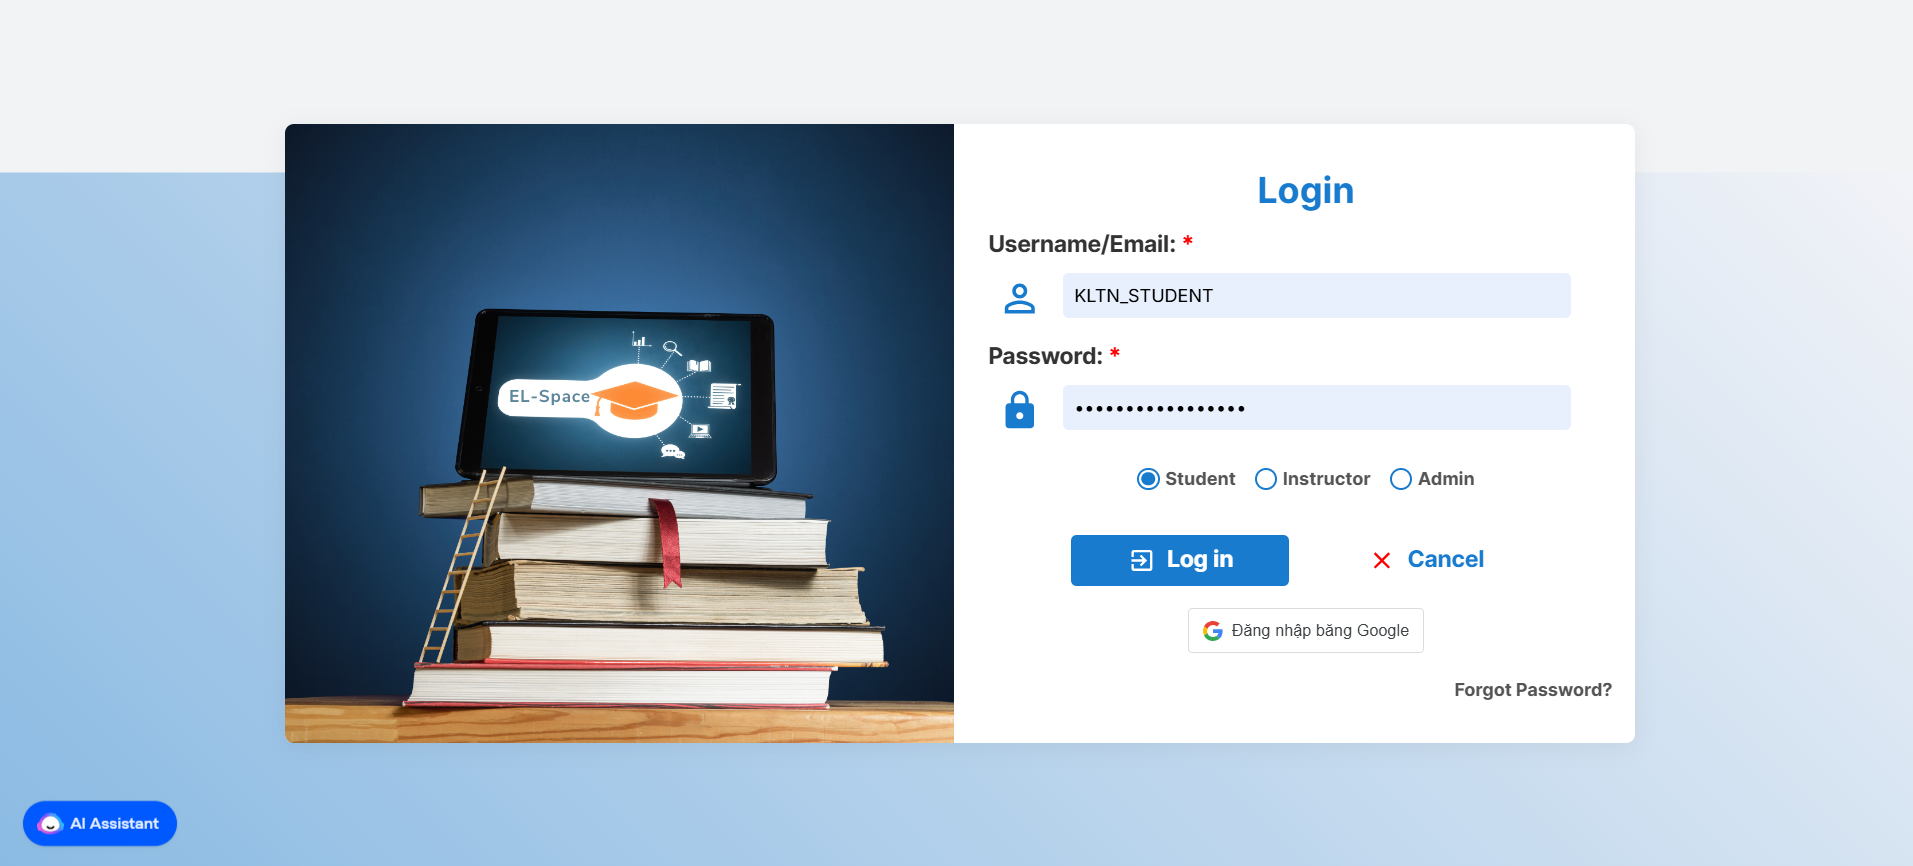 Login
Username/Email: *
KLTN_STUDENT
Password: *
•••••••••••••••••
Student Instructor Admin
Log in Cancel
Đăng nhập băng Google
Forgot Password?
EL-Space
AI Assistant